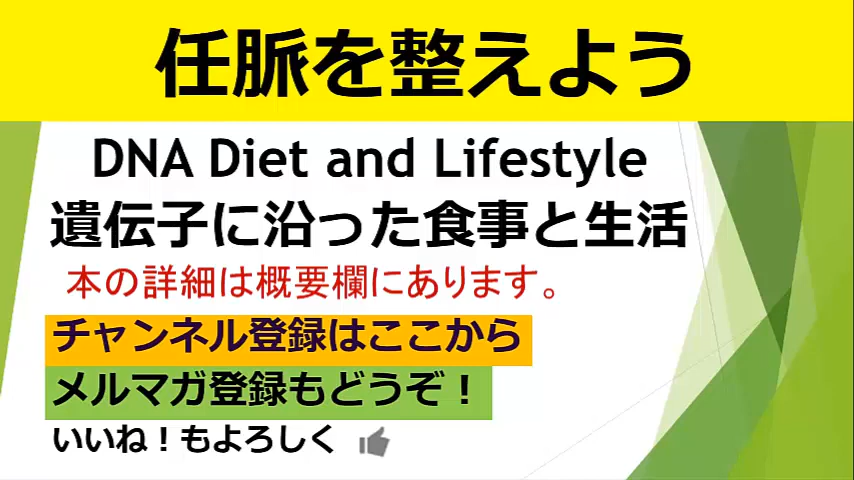 任脈を整えよう
DNA Diet and Lifestyle
遺伝子に沿った食事と生活
本の詳細は概要欄にあります。
チャンネル登録はここから
メルマガ登録もどうぞ！
いいね！もよろしく